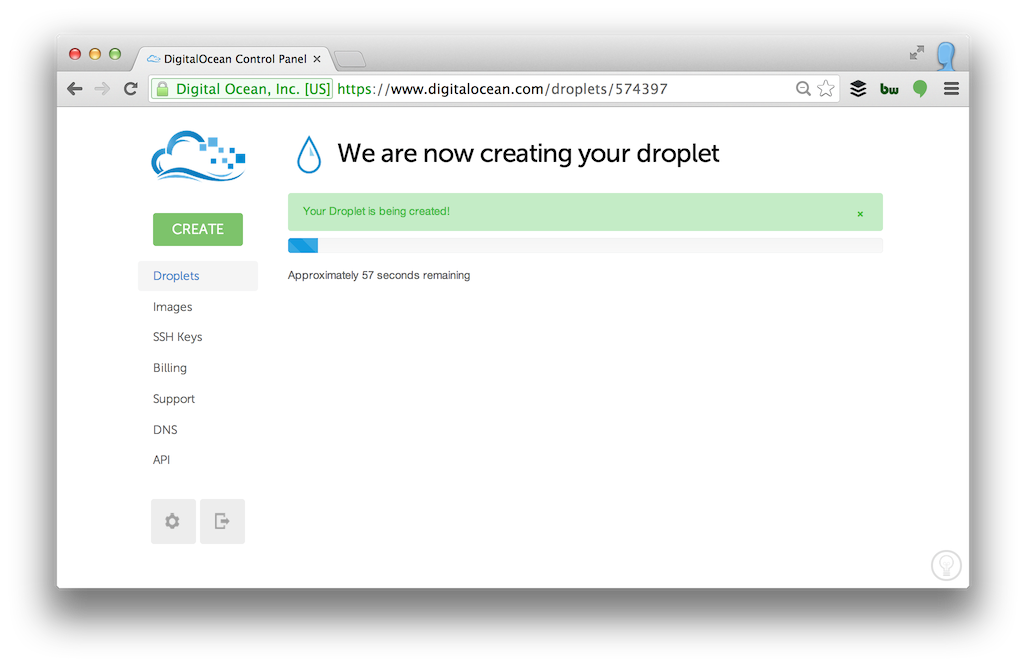 DigitalOcean Control Panel ×
Digital Ocean, Inc. [US] https://www.digitalocean.com/droplets/574397
bw
We are now creating your droplet
Your Droplet is being created! ×
CREATE
Approximately 57 seconds remaining
Droplets
Images
SSH Keys
Billing
Support
DNS
API